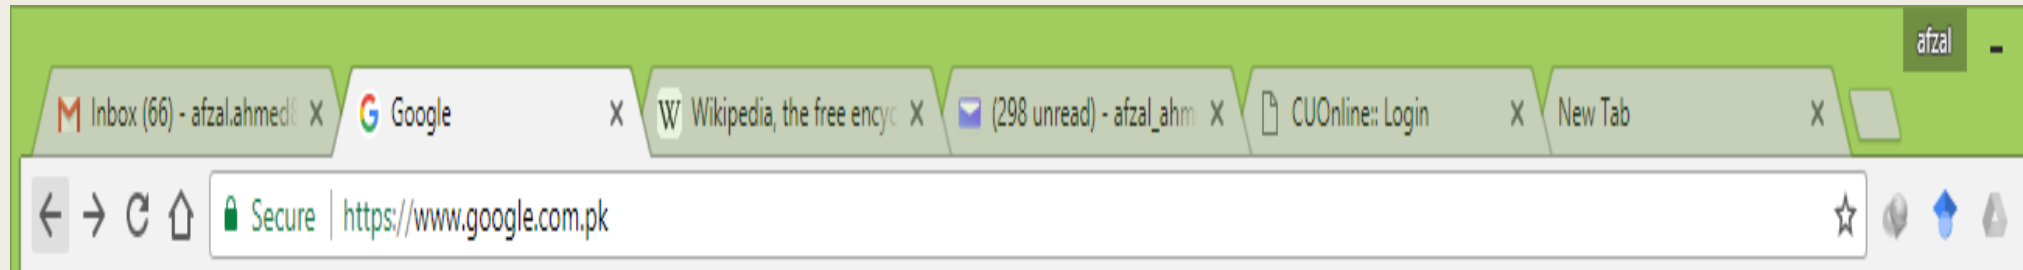 afzal
Inbox (66) - afzal.ahmed8 Google Wikipedia, the free encyc (298 unread) - afzal_ahm CUOnline:: Login New Tab
Secure https://www.google.com.pk